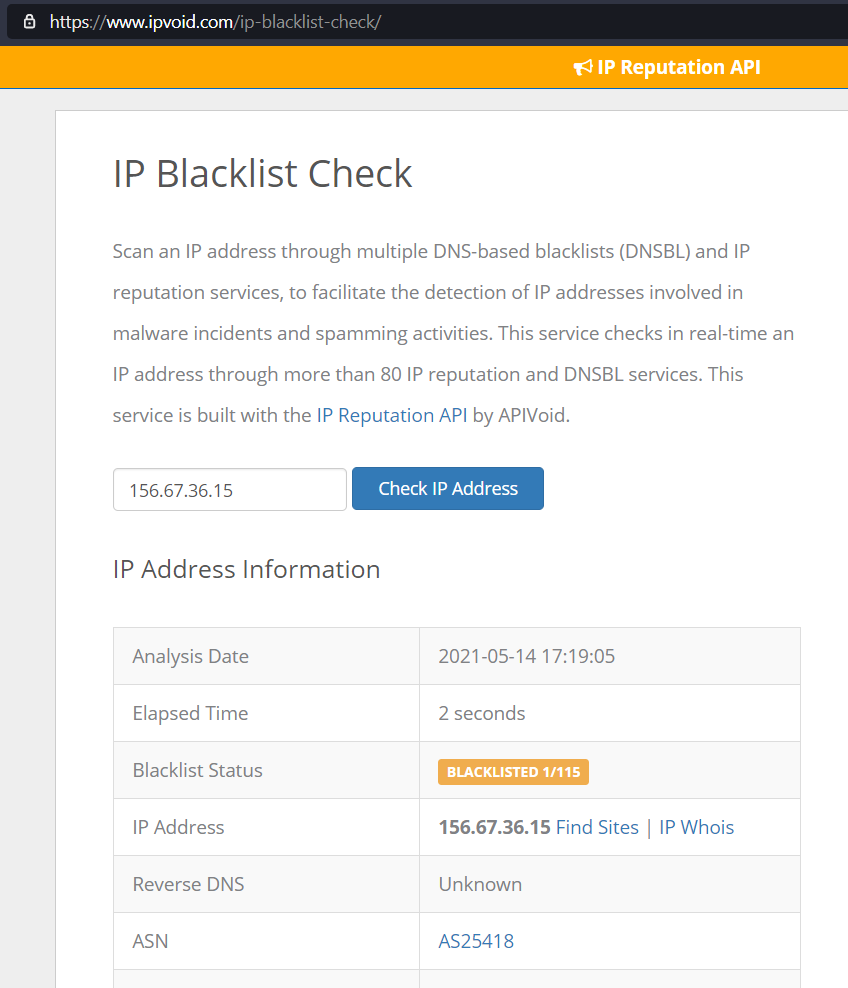 https://www.ipvoid.com/ip-blacklist-check/
IP Reputation API
IP Blacklist Check
Scan an IP address through multiple DNS-based blacklists (DNSBL) and IP
reputation services, to facilitate the detection of IP addresses involved in
malware incidents and spamming activities. This service checks in real-time an
IP address through more than 80 IP reputation and DNSBL services. This
service is built with the IP Reputation API by APIVoid.
156.67.36.15 Check IP Address
IP Address Information
Analysis Date 2021-05-14 17:19:05
Elapsed Time 2 seconds
Blacklist Status BLACKLISTED 1/115
IP Address 156.67.36.15 Find Sites | IP Whois
Reverse DNS Unknown
ASN AS25418